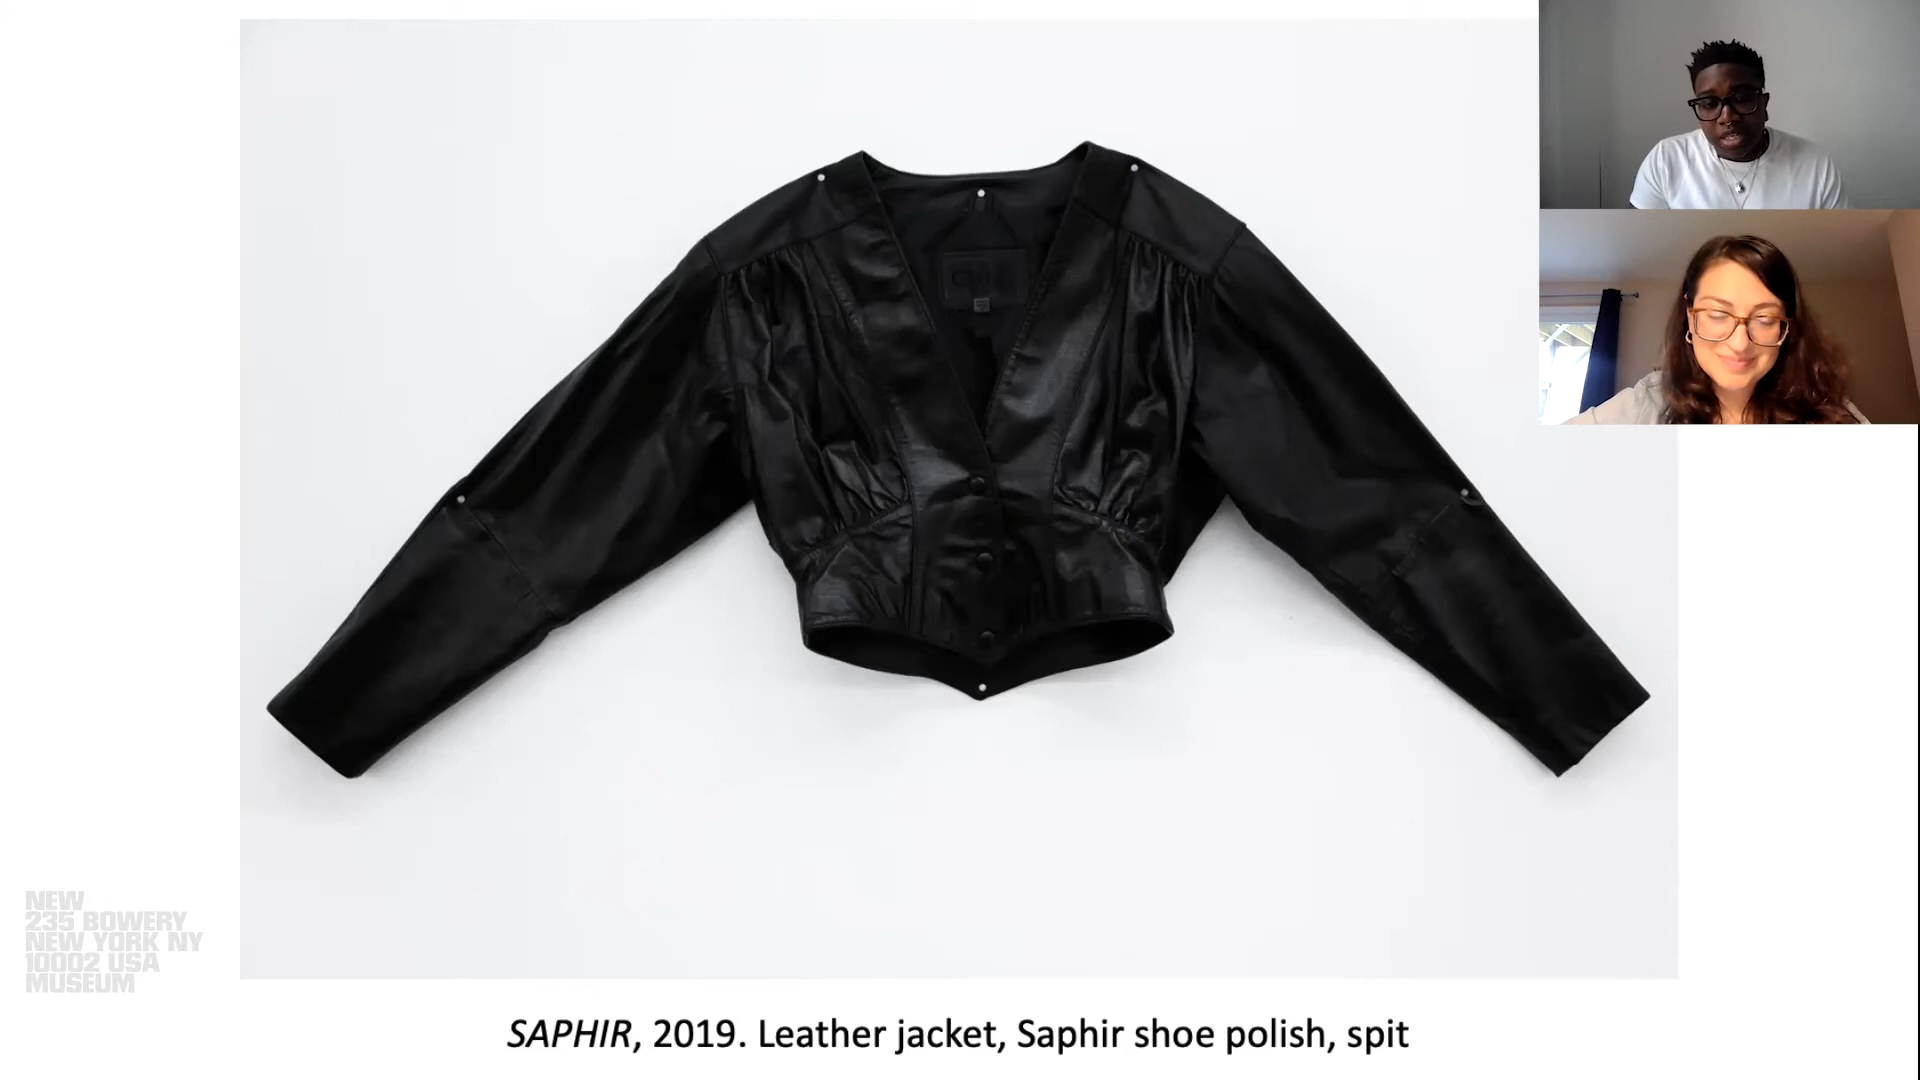 NEW
235 BOWERY
NEW YORK NY
10002 USA
MUSEUM
SAPHIR, 2019. Leather jacket, Saphir shoe polish, spit